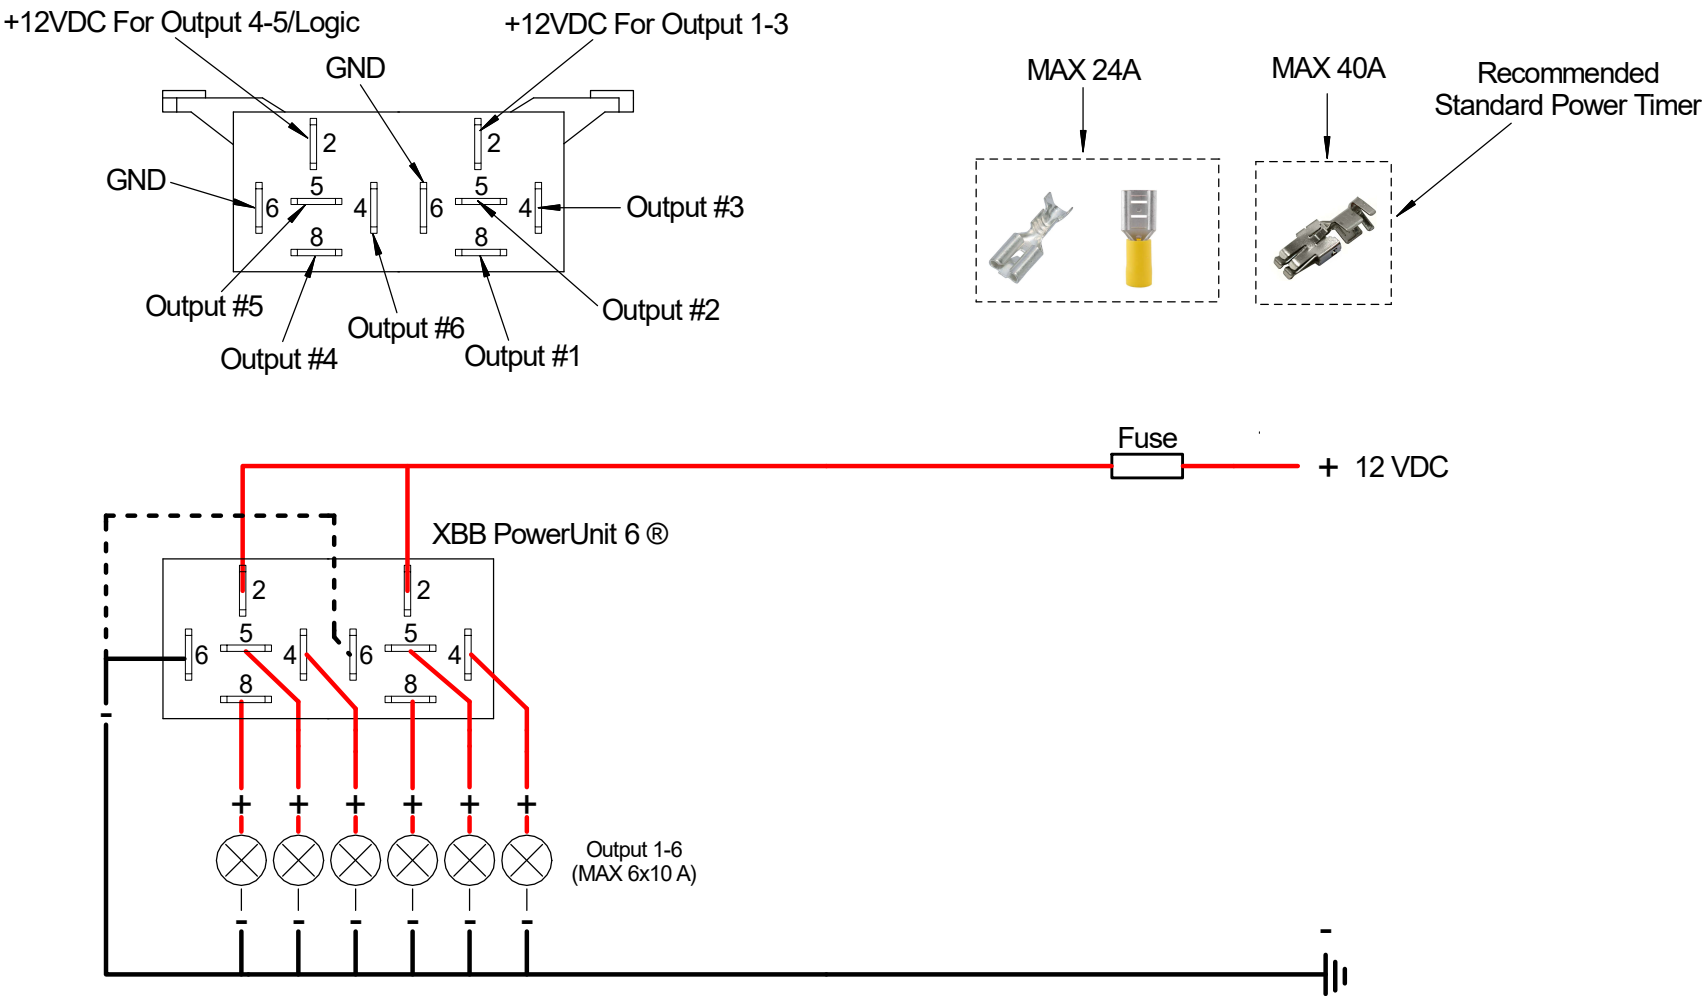 +12VDC For Output 4-5/Logic
+12VDC For Output 1-3
GND
GND
2
2
6
5
4
6
5
4
8
8
Output #3
Output #5
Output #4
Output #6
Output #2
Output #1
MAX 24A
MAX 40A
Recommended
Standard Power Timer
Fuse
+ 12 VDC
XBB PowerUnit 6 ®
2
2
6
5
4
6
5
4
8
8
-
+ + + + + +
Output 1-6
(MAX 6x10 A)
- - - - - -
-